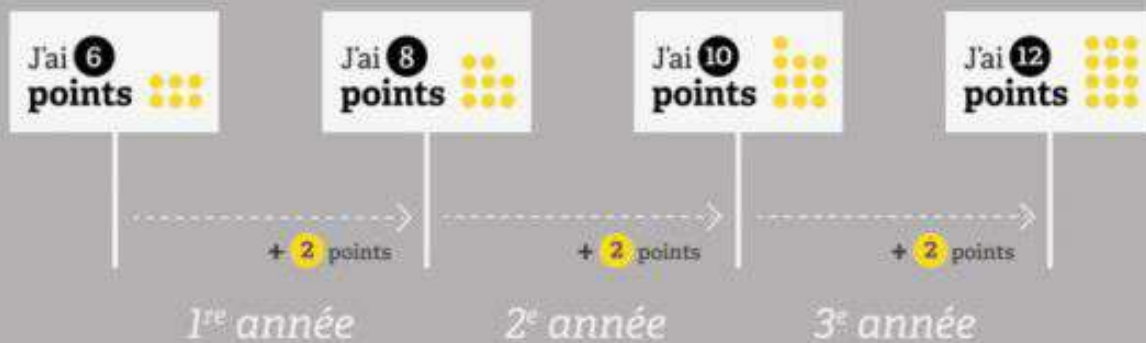 J'ai 6
points
J'ai 8
points
J'ai 10
points
J'ai 12
points
+ 2 points
+ 2 points
+ 2 points
1re année
2e année
3e année